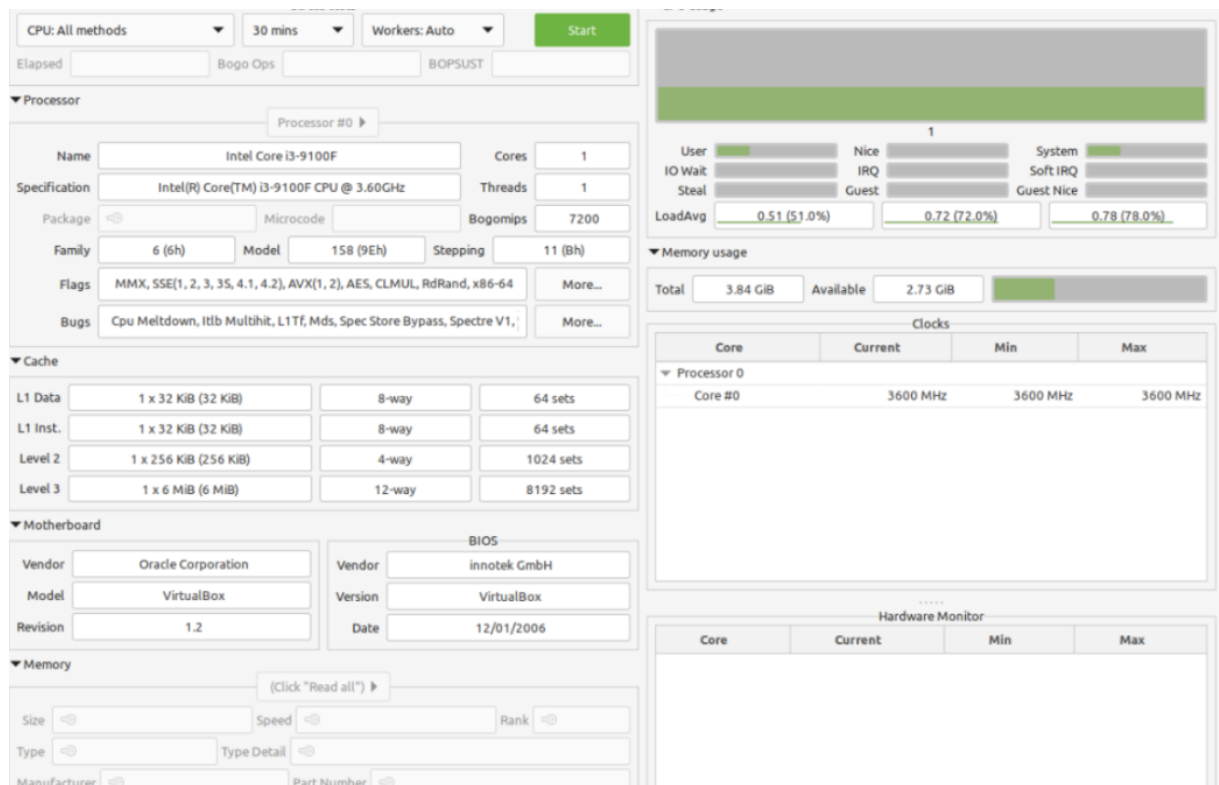 CPU: All methods 30 mins Workers: Auto Start
Elapsed Bogo Ops BOPSUST
Processor
Processor #0
Name Intel Core i3-9100F Cores 1
Specification Intel(R) Core(TM) i3-9100F CPU @ 3.60GHz Threads 1
Package Microcode Bogomips 7200
Family 6 (6h) Model 158 (9Eh) Stepping 11 (Bh)
Flags MMX, SSE(1, 2, 3, 3S, 4.1, 4.2), AVX(1, 2), AES, CLMUL, RdRand, x86-64 More...
Bugs Cpu Meltdown, Itlb Multihit, L1Tf, Mds, Spec Store Bypass, Spectre V1, More...
Cache
L1 Data 1 x 32 KiB (32 KiB) 8-way 64 sets
L1 Inst. 1 x 32 KiB (32 KiB) 8-way 64 sets
Level 2 1 x 256 KiB (256 KiB) 4-way 1024 sets
Level 3 1 x 6 MiB (6 MiB) 12-way 8192 sets
Motherboard
BIOS
Vendor Oracle Corporation Vendor innotek GmbH
Model VirtualBox Version VirtualBox
Revision 1.2 Date 12/01/2006
Memory
(Click "Read all")
Size Speed Rank
Type Type Detail
Manufacturer Part Number
1
User Nice System
IO Wait IRQ Soft IRQ
Steal Guest Guest Nice
LoadAvg 0.51 (51.0%) 0.72 (72.0%) 0.78 (78.0%)
Memory usage
Total 3.84 GiB Available 2.73 GiB
Clocks
Core Current Min Max
Processor 0
Core #0 3600 MHz 3600 MHz 3600 MHz
Hardware Monitor
Core Current Min Max